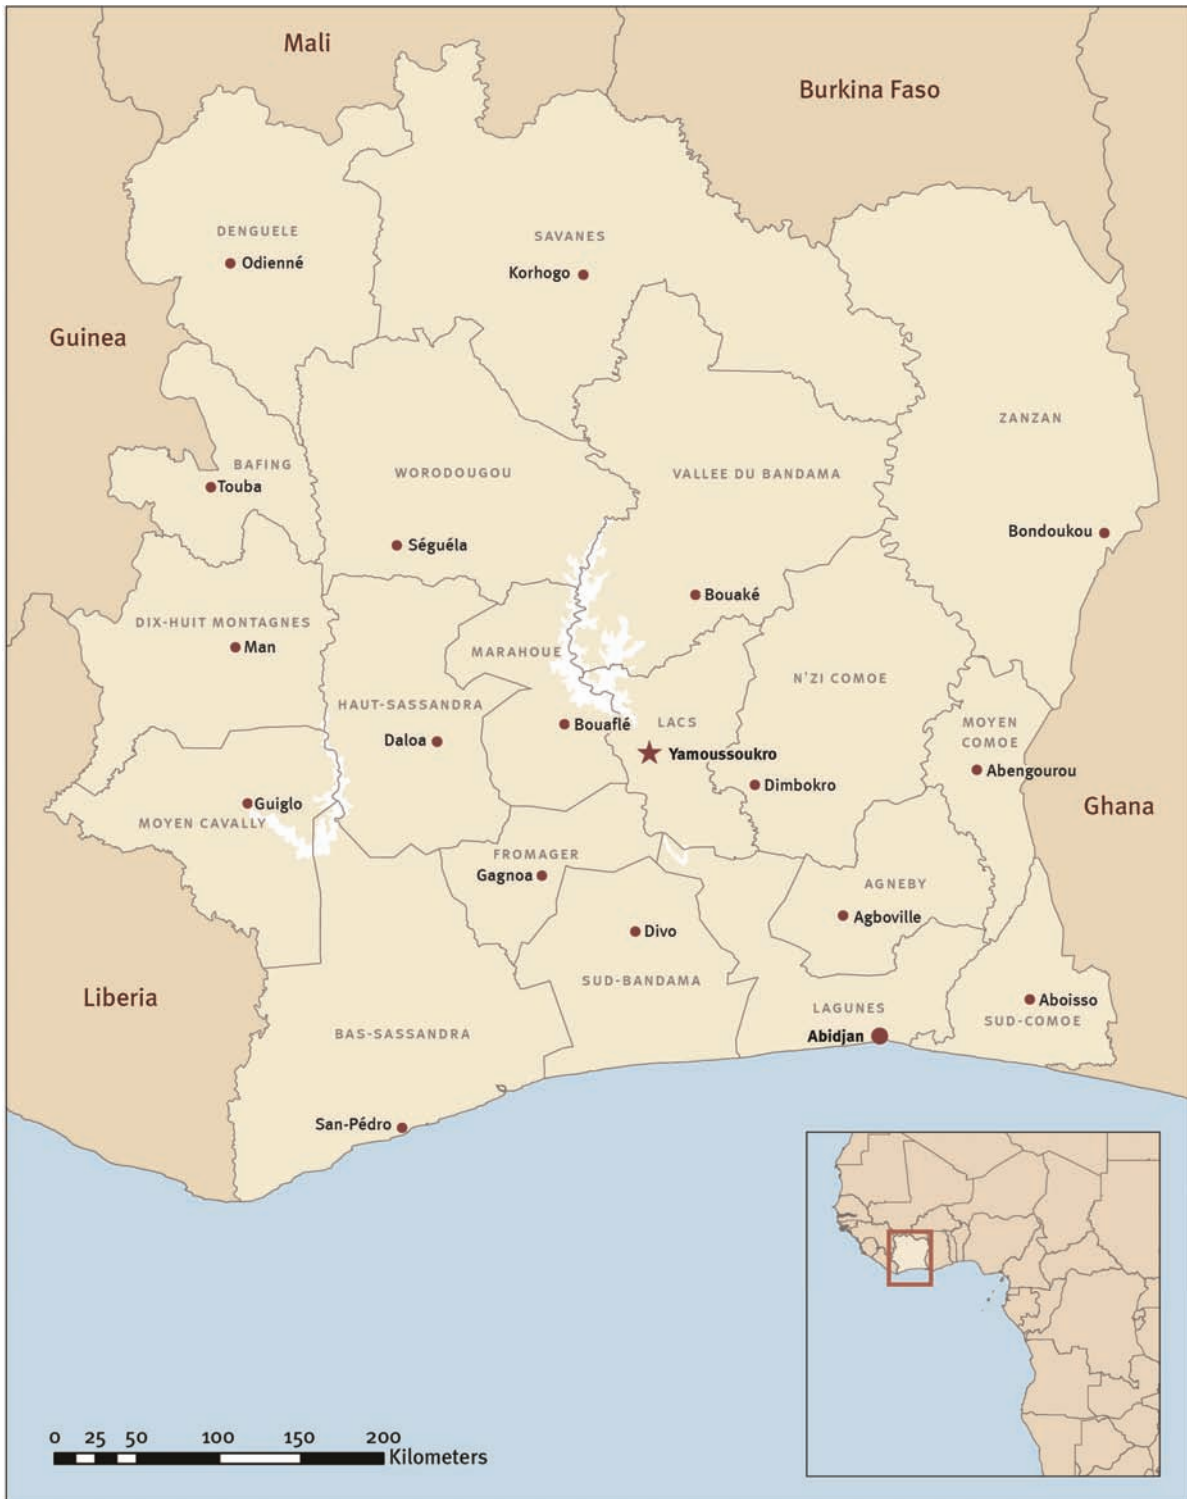 Mali
Burkina Faso
DENGUELE
Odienné
SAVANES
Korhogo
Guinea
ZANZAN
BAFING
Touba
WORODOUGOU
VALLEE DU BANDAMA
Séguéla
Bondoukou
Bouaké
DIX-HUIT MONTAGNES
Man
MARAHOUE
N'ZI COMOE
HAUT-SASSANDRA
Daloa
Bouaflé
LACS
Yamoussoukro
MOYEN
COMOE
Abengourou
Dimbokro
Guiglo
MOYEN CAVALLY
Ghana
FROMAGER
Gagnoa
AGNEBY
Agboville
Divo
SUD-BANDAMA
Liberia
LAGUNES
Abidjan
Aboisso
SUD-COMOE
BAS-SASSANDRA
San-Pédro
0 25 50 100 150 200
Kilometers